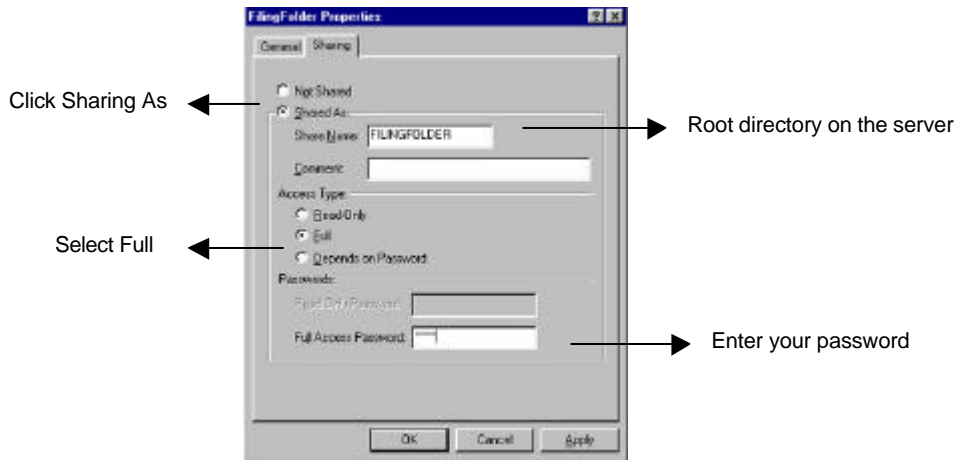 FilingFolder Properties
General Sharing
Click Sharing As
Not Shared
Shared As:
Share Name: FILINGFOLDER
Root directory on the server
Comment:
Access Type:
Read-Only
Select Full
Full
Depends on Password
Passwords:
Read-Only Password:
Full Access Password:
Enter your password
OK Cancel Apply